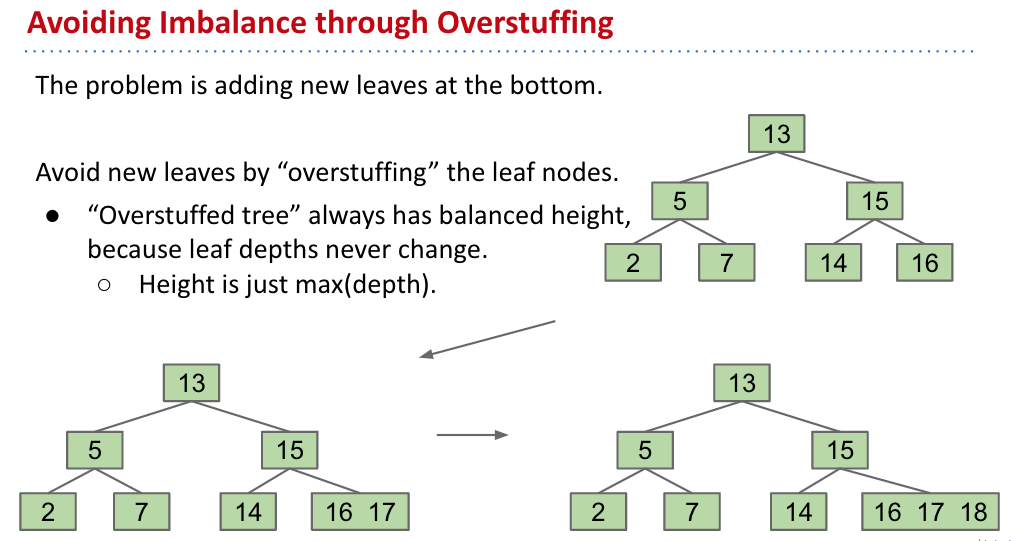 Avoiding Imbalance through Overstuffing
The problem is adding new leaves at the bottom.
Avoid new leaves by “overstuffing” the leaf nodes.
● “Overstuffed tree” always has balanced height,
because leaf depths never change.
○ Height is just max(depth).
13
5 15
2 7 14 16
13
5 15
2 7 14 16 17
13
5 15
2 7 14 16 17 18